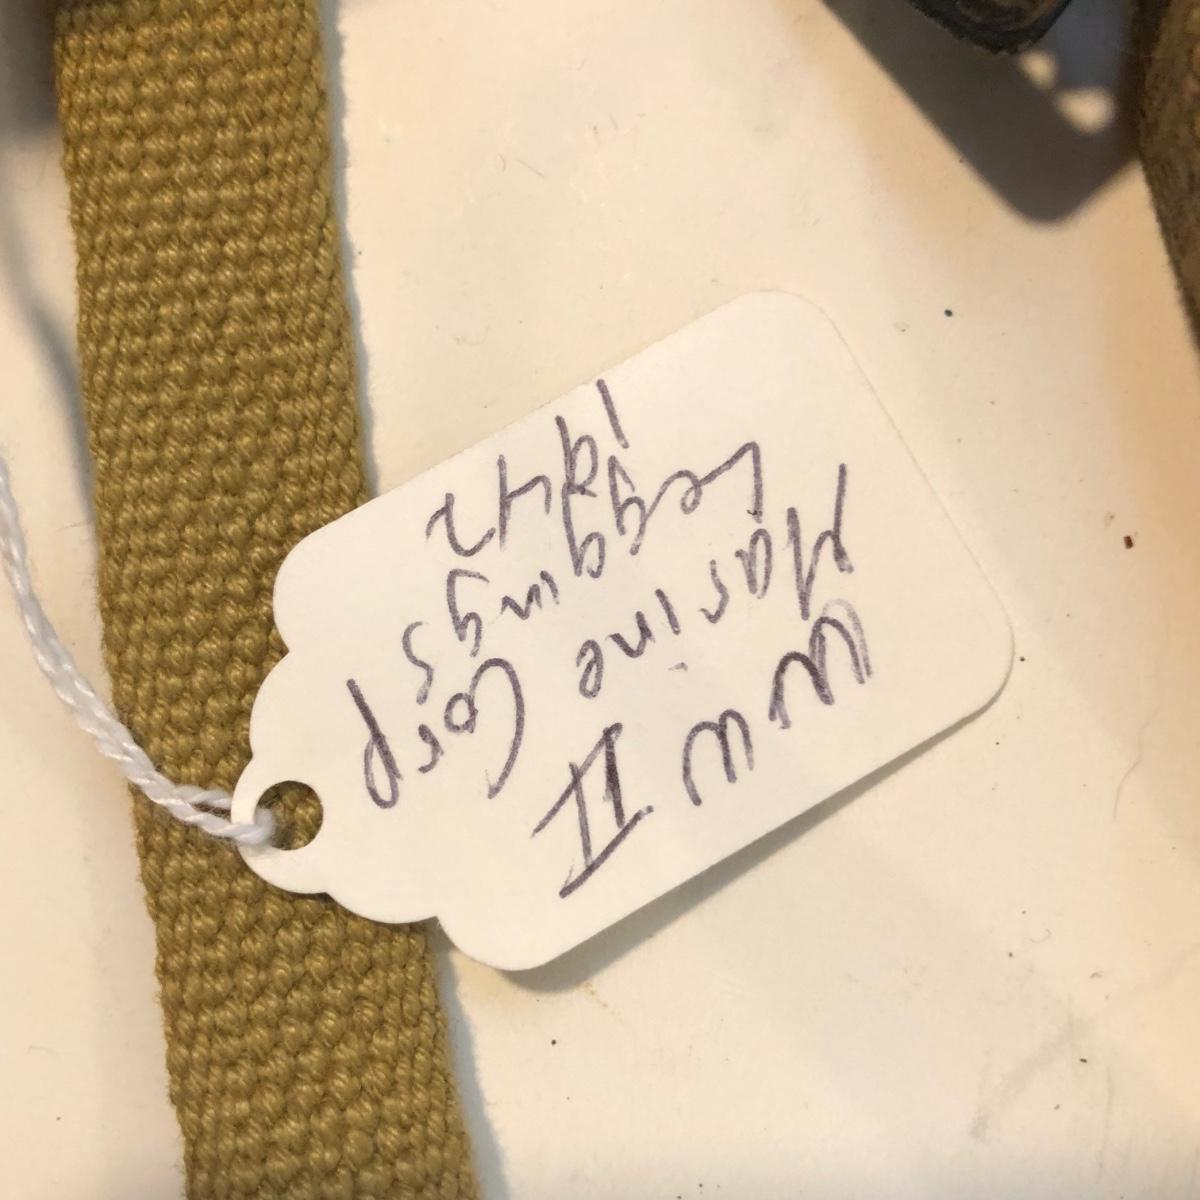 WW II
Marine Corp
Leggings
1942